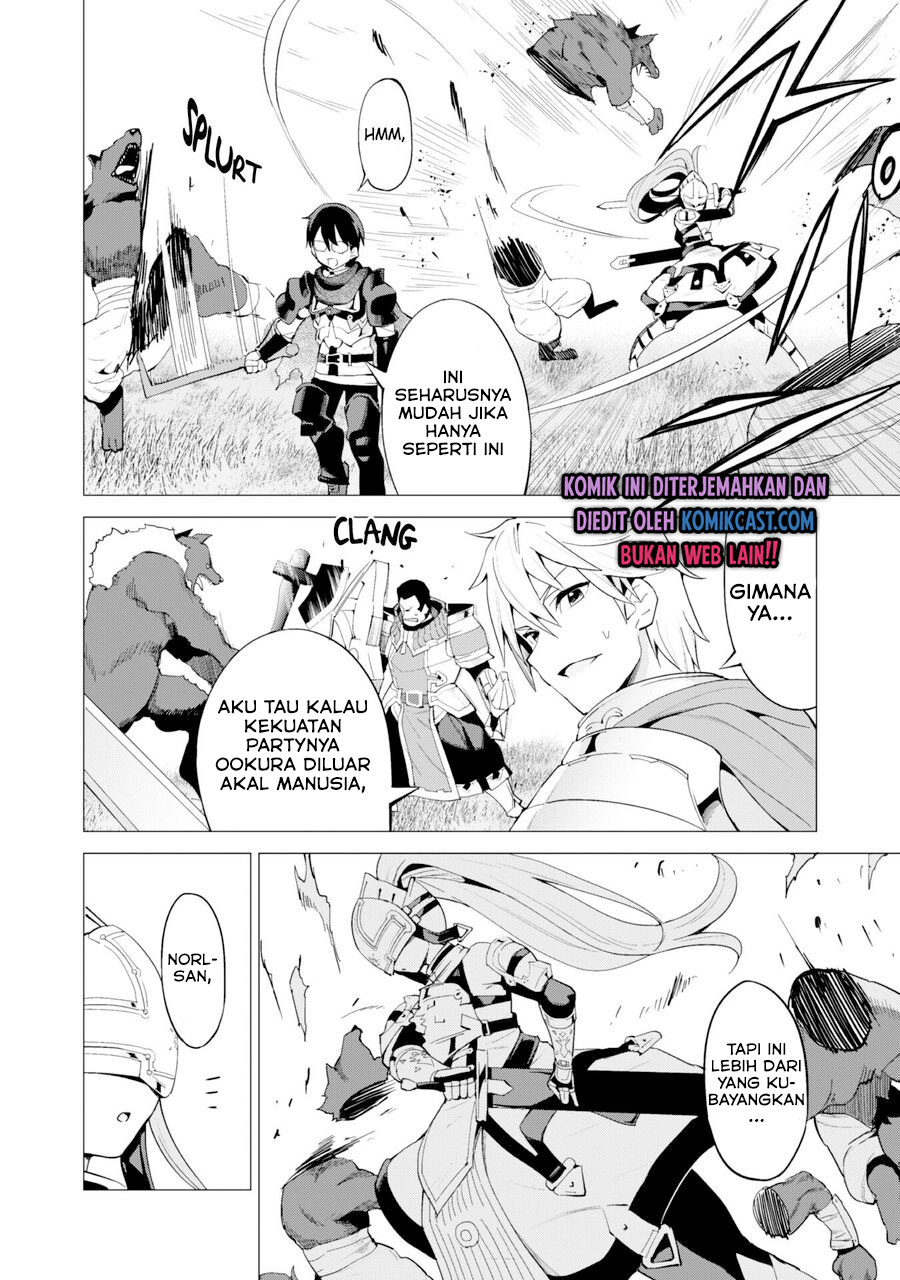 SPLURT
HMM,
INI
SEHARUSNYA
MUDAH JIKA
HANYA
SEPERTI INI
KOMIK INI DITERJEMAHKAN DAN
DIEDIT OLEH KOMIKCAST.COM
BUKAN WEB LAIN!!
GIMANA
YA...
CLANG
AKU TAU KALAU
KEKUATAN
PARTYNYA
OOKURA DILUAR
AKAL MANUSIA,
TAPI INI
LEBIH DARI
YANG KU-
BAYANGKAN
...
NORL-
SAN,